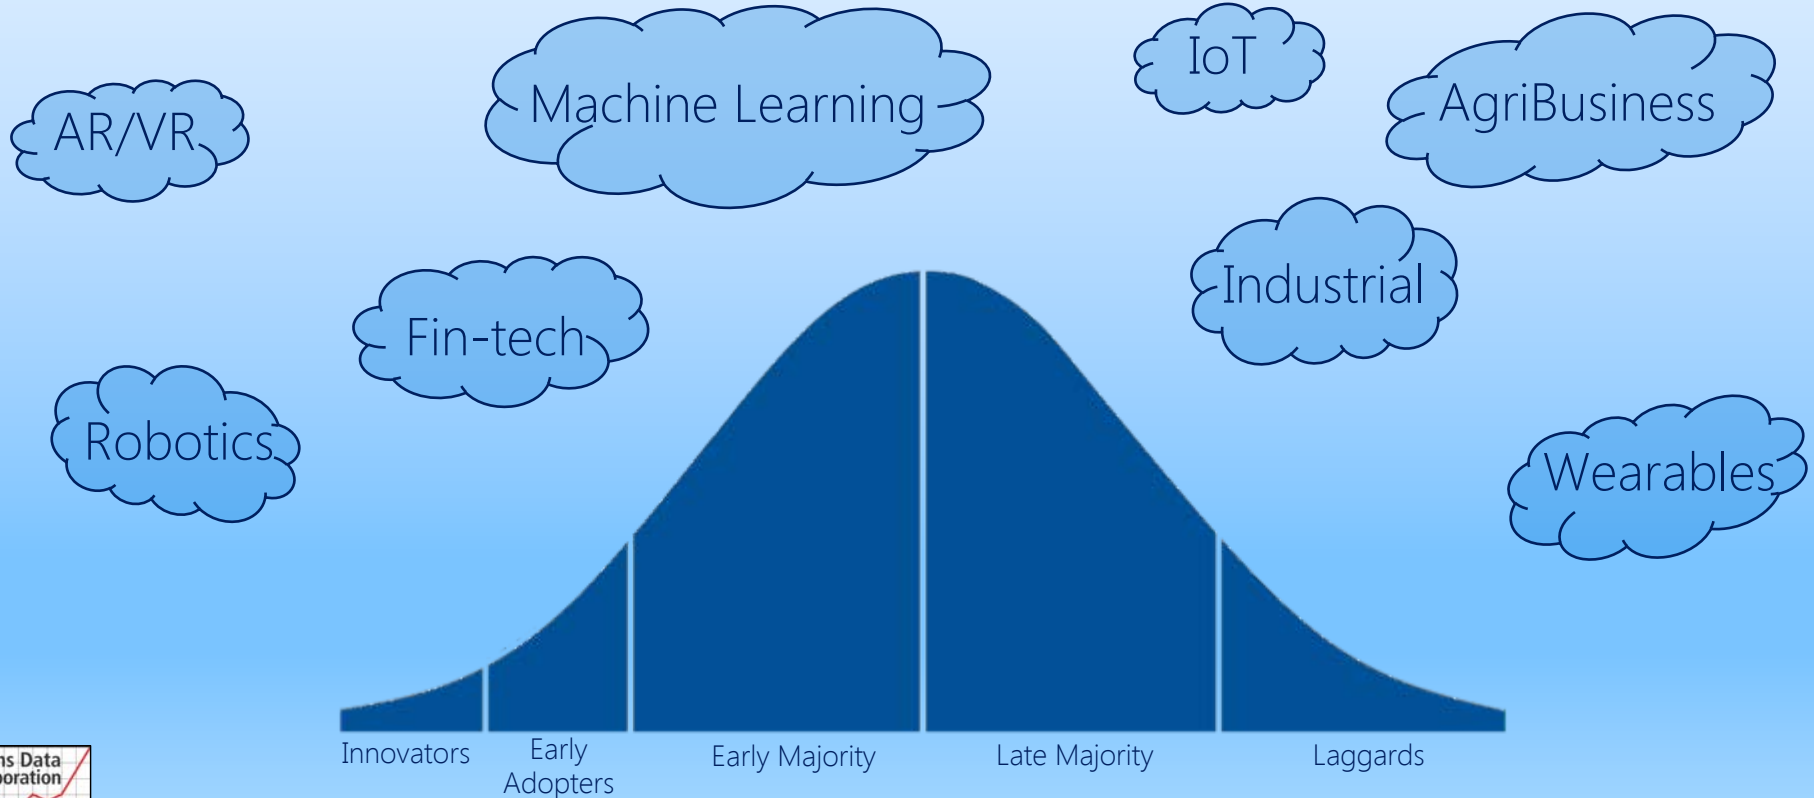 AR/VR
Machine Learning
IoT
AgriBusiness
Fin-tech
Industrial
Robotics
Wearables
Innovators
Early
Adopters
Early Majority
Late Majority
Laggards
Data